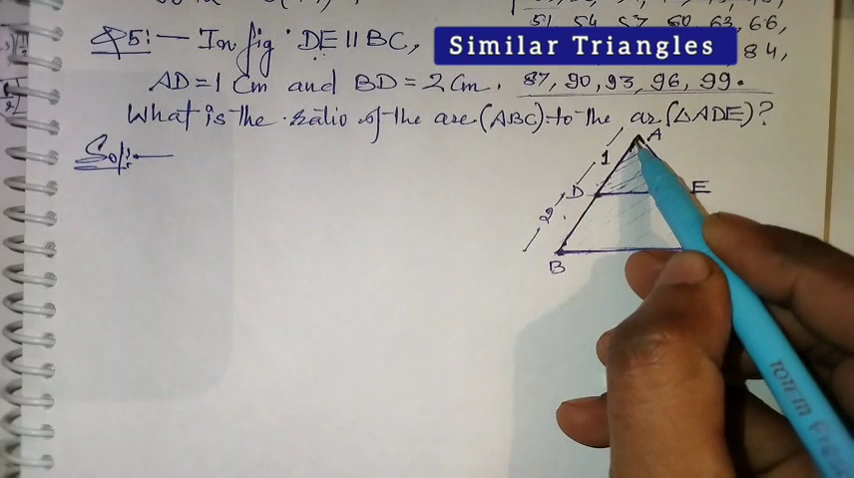 51, 54, 57, 60, 63, 66,
Q5:— In fig DE || BC,
Similar Triangles
84,
AD = 1 Cm and BD = 2 Cm.
87, 90, 93, 96, 99.
What is the ratio of the are (ABC) to the ar (△ADE)?
Sol:—
A
1
D
E
2
B
TOTEM